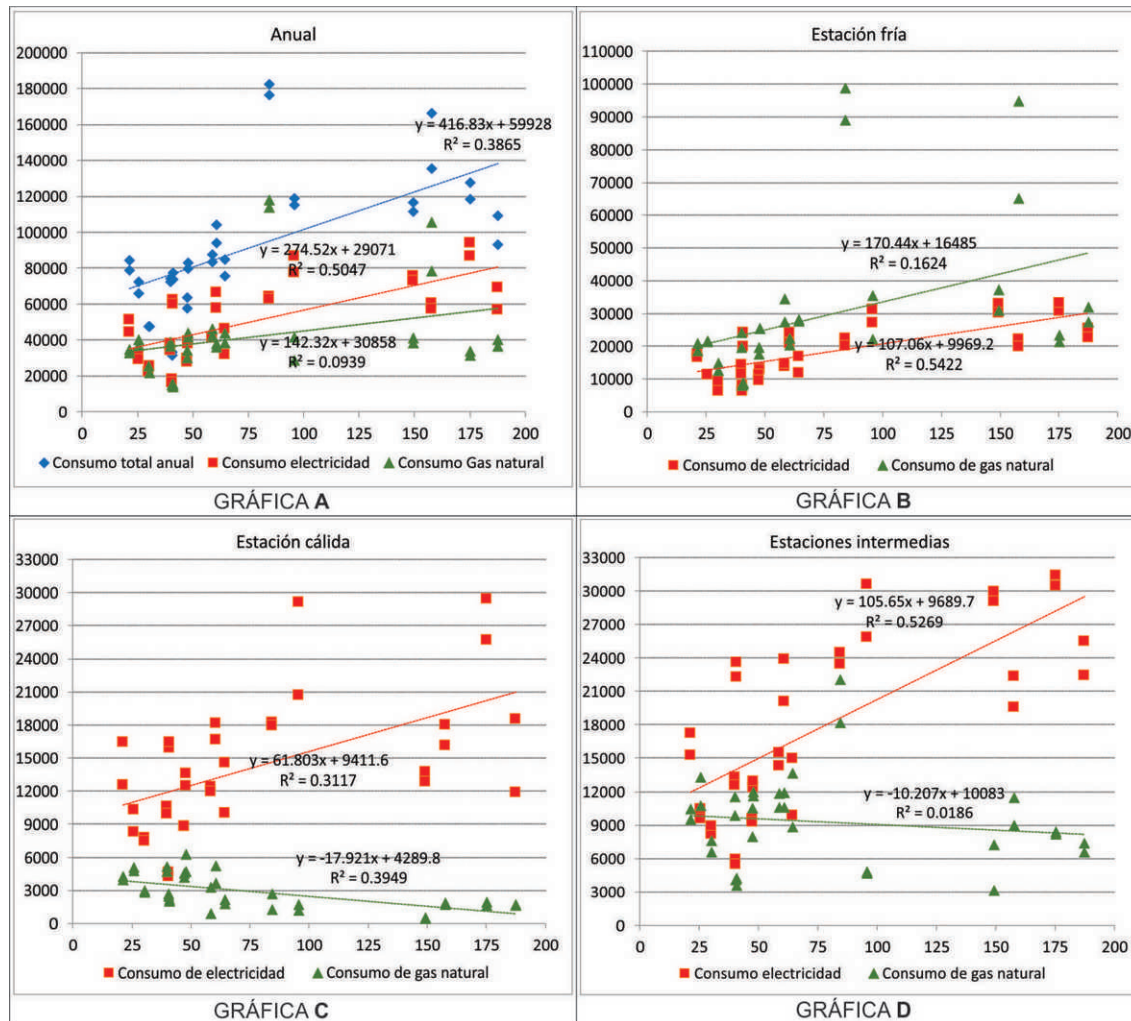 Anual
200000
180000
160000
140000
120000
100000
80000
60000
40000
20000
0
y = 416.83x + 59928
R² = 0.3865
y = 274.52x + 29071
R² = 0.5047
y = 142.32x + 30858
R² = 0.0939
0 25 50 75 100 125 150 175 200
Consumo total anual Consumo electricidad Consumo Gas natural
GRÁFICA A
Estación fría
110000
100000
90000
80000
70000
60000
50000
40000
30000
20000
10000
0
y = 170.44x + 16485
R² = 0.1624
y = 107.06x + 9969.2
R² = 0.5422
0 25 50 75 100 125 150 175 200
Consumo de electricidad Consumo de gas natural
GRÁFICA B
Estación cálida
33000
30000
27000
24000
21000
18000
15000
12000
9000
6000
3000
0
y = 61.803x + 9411.6
R² = 0.3117
y = -17.921x + 4289.8
R² = 0.3949
0 25 50 75 100 125 150 175 200
Consumo de electricidad Consumo de gas natural
GRÁFICA C
Estaciones intermedias
33000
30000
27000
24000
21000
18000
15000
12000
9000
6000
3000
0
y = 105.65x + 9689.7
R² = 0.5269
y = -10.207x + 10083
R² = 0.0186
0 25 50 75 100 125 150 175 200
Consumo electricidad Consumo de gas natural
GRÁFICA D